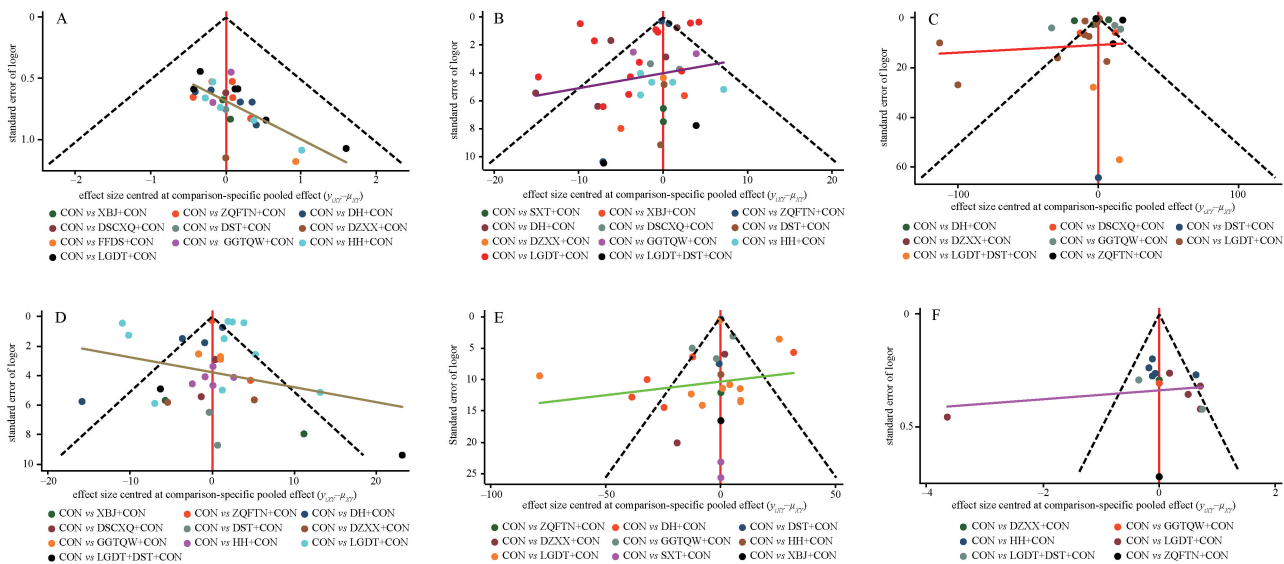 A
standard error of logor
0
0.5
1.0
−2
−1
0
1
2
effect size centred at comparison-specific pooled effect (yiXY−μXY)
CON vs XBJ+CON CON vs ZQFTN+CON CON vs DH+CON
CON vs DSCXQ+CON CON vs DST+CON CON vs DZXX+CON
CON vs FFDS+CON CON vs GGTQW+CON CON vs HH+CON
CON vs LGDT+CON
B
standard error of logor
0
2
4
6
8
10
−20
−10
0
10
20
effect size centred at comparison-specific pooled effect (yiXY−μXY)
CON vs SXT+CON CON vs XBJ+CON CON vs ZQFTN+CON
CON vs DH+CON CON vs DSCXQ+CON CON vs DST+CON
CON vs DZXX+CON CON vs GGTQW+CON CON vs HH+CON
CON vs LGDT+CON CON vs LGDT+DST+CON
C
standard error of logor
0
20
40
60
−100
0
100
effect size centred at comparison-specific pooled effect (yiXY−μXY)
CON vs DH+CON CON vs DSCXQ+CON CON vs DST+CON
CON vs DZXX+CON CON vs GGTQW+CON CON vs LGDT+CON
CON vs LGDT+DST+CON CON vs ZQFTN+CON
D
standard error of logor
0
2
4
6
8
10
−20
−10
0
10
20
effect size centred at comparison-specific pooled effect (yiXY−μXY)
CON vs XBJ+CON CON vs ZQFTN+CON CON vs DH+CON
CON vs DSCXQ+CON CON vs DST+CON CON vs DZXX+CON
CON vs GGTQW+CON CON vs HH+CON CON vs LGDT+CON
CON vs LGDT+DST+CON
E
Standard error of logor
0
5
10
15
20
25
−100
−50
0
50
effect size centred at comparison-specific pooled effect (yiXY−μXY)
CON vs ZQFTN+CON CON vs DH+CON CON vs DST+CON
CON vs DZXX+CON CON vs GGTQW+CON CON vs HH+CON
CON vs LGDT+CON CON vs SXT+CON CON vs XBJ+CON
F
standard error of logor
0
0.5
−4
−2
0
2
effect size centred at comparison-specific pooled effect (yiXY−μXY)
CON vs DZXX+CON CON vs GGTQW+CON
CON vs HH+CON CON vs LGDT+CON
CON vs LGDT+DST+CON CON vs ZQFTN+CON